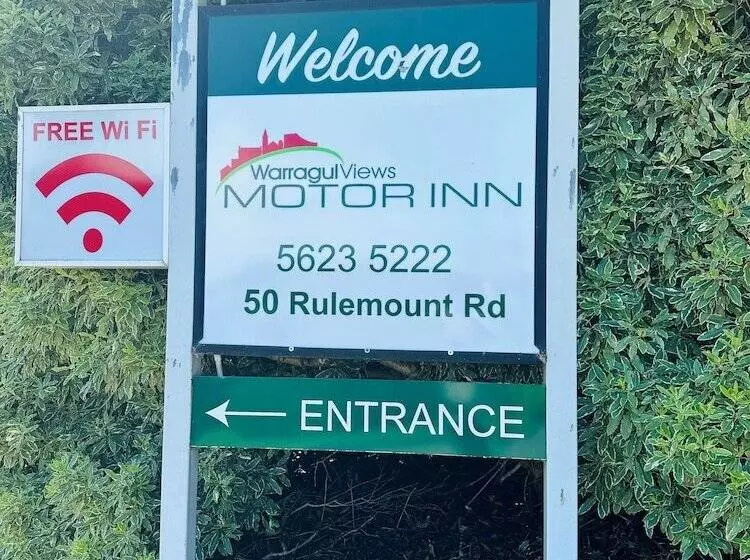 Welcome
FREE Wi Fi
WarragulViews
MOTOR INN
5623 5222
50 Rulemount Rd
ENTRANCE